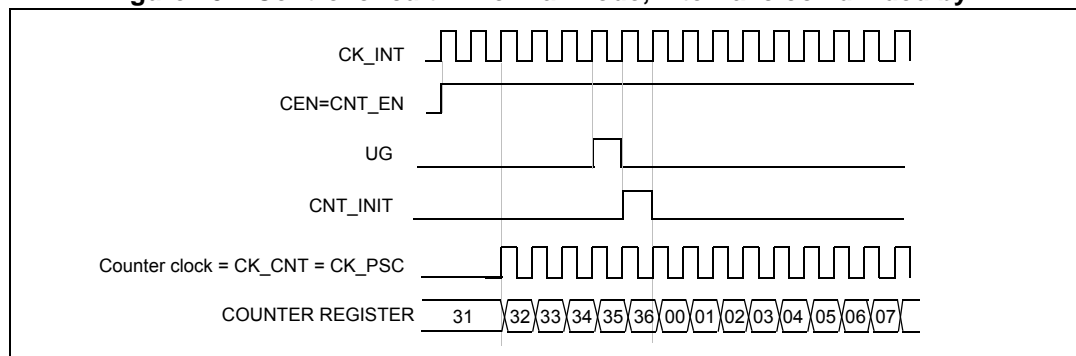 CK_INT
CEN=CNT_EN
UG
CNT_INIT
Counter clock = CK_CNT = CK_PSC
COUNTER REGISTER 31 32 33 34 35 36 00 01 02 03 04 05 06 07